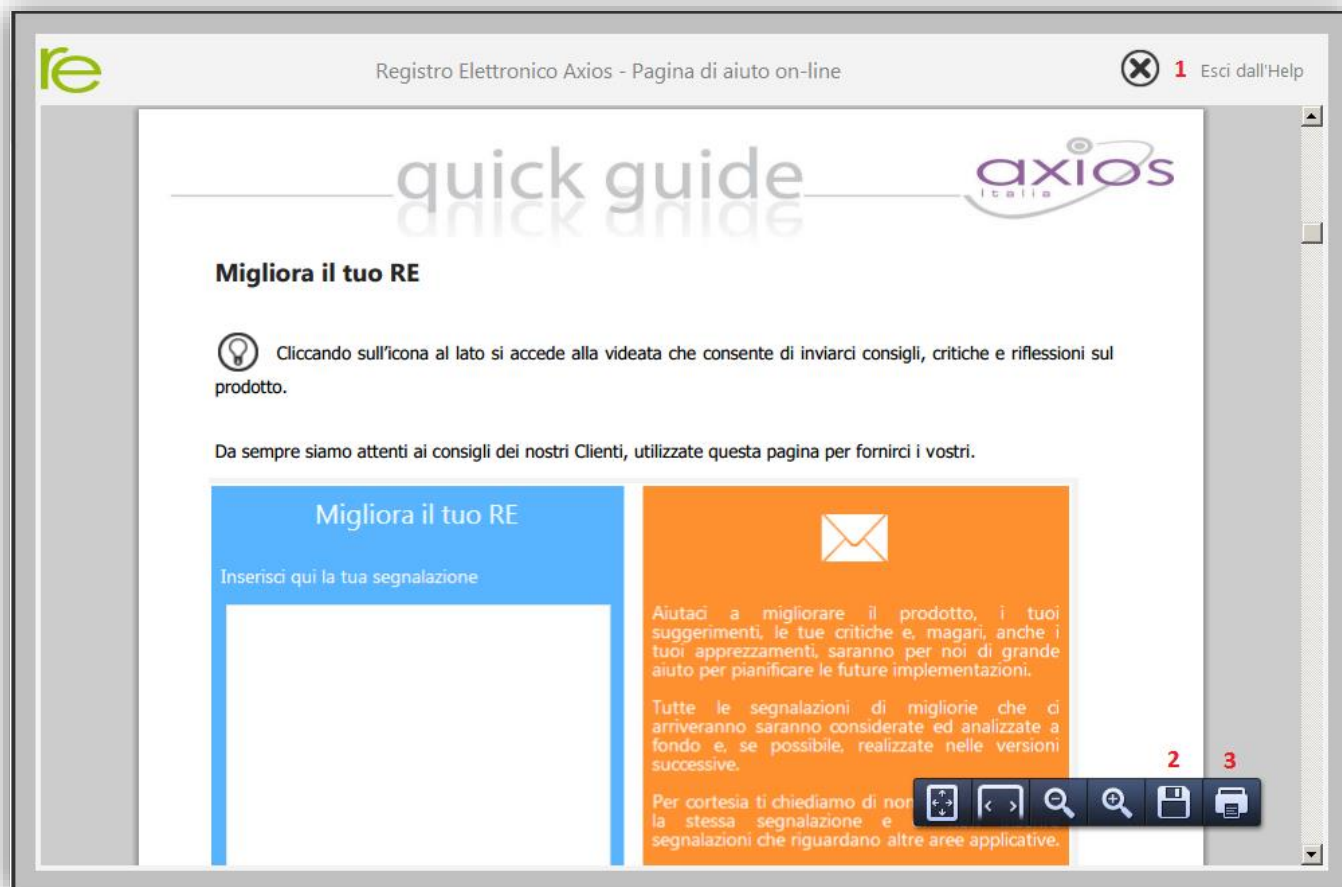 re
Registro Elettronico Axios - Pagina di aiuto on-line
1 Esci dall'Help
quick guide
axios
Italia
Migliora il tuo RE
Cliccando sull'icona al lato si accede alla videata che consente di inviarci consigli, critiche e riflessioni sul
prodotto.
Da sempre siamo attenti ai consigli dei nostri Clienti, utilizzate questa pagina per fornirci i vostri.
Migliora il tuo RE
Inserisci qui la tua segnalazione
Aiutaci a migliorare il prodotto, i tuoi
suggerimenti, le tue critiche e, magari, anche i
tuoi apprezzamenti, saranno per noi di grande
aiuto per pianificare le future implementazioni.
Tutte le segnalazioni di migliorie che ci
arriveranno saranno considerate ed analizzate a
fondo e, se possibile, realizzate nelle versioni
successive.
2 3
Per cortesia ti chiediamo di non
la stessa segnalazione e
segnalazioni che riguardano altre aree applicative.